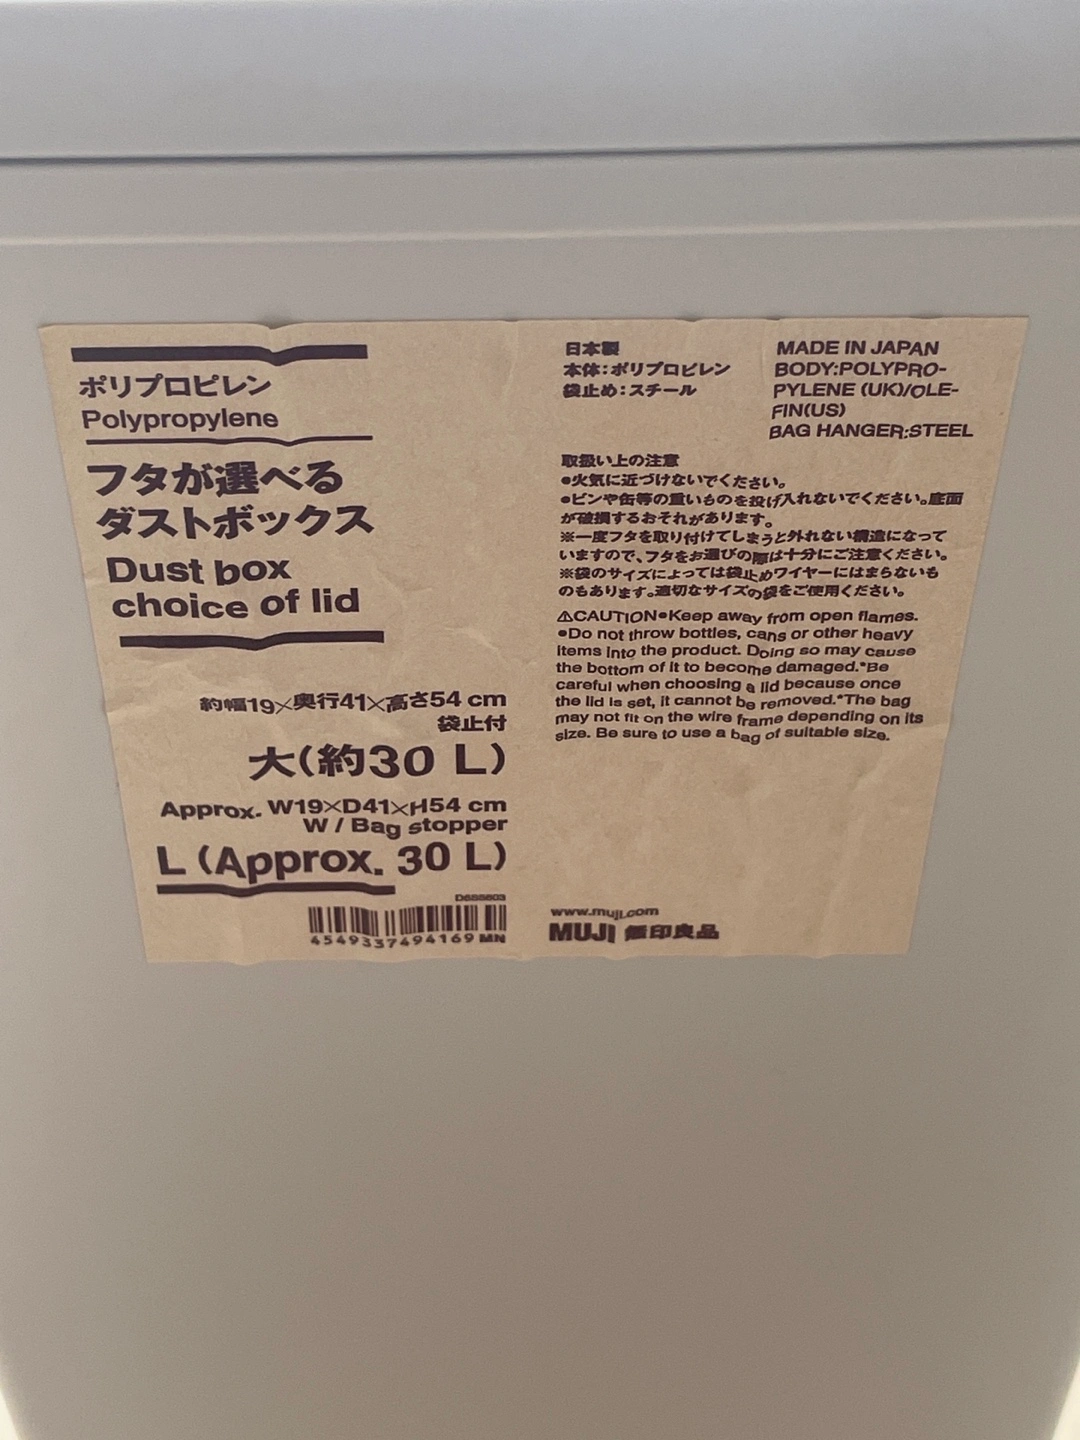 ポリプロピレン
Polypropylene
フタが選べる
ダストボックス
Dust box
choice of lid
約幅19×奥行41×高さ54 cm
袋止付
大(約30 L)
Approx. W19×D41×H54 cm
W / Bag stopper
L (Approx. 30 L)
4549337494169 MN
日本製
本体:ポリプロピレン
袋止め:スチール
MADE IN JAPAN
BODY:POLYPRO-
PYLENE (UK)/OLE-
FIN(US)
BAG HANGER:STEEL
取扱い上の注意
●火気に近づけないでください。
●ビンや缶等の重いものを投げ入れないでください。底面
が破損するおそれがあります。
※一度フタを取り付けてしまうと外れない構造になって
いますので、フタをお選びの際は十分にご注意ください。
※袋のサイズによっては袋止めワイヤーにはまらないも
のもあります。適切なサイズの袋をご使用ください。
⚠CAUTION●Keep away from open flames.
●Do not throw bottles, cans or other heavy
items into the product. Doing so may cause
the bottom of it to become damaged.*Be
careful when choosing a lid because once
the lid is set, it cannot be removed.*The bag
may not fit on the wire frame depending on its
size. Be sure to use a bag of suitable size.
www.muji.com
MUJI 無印良品